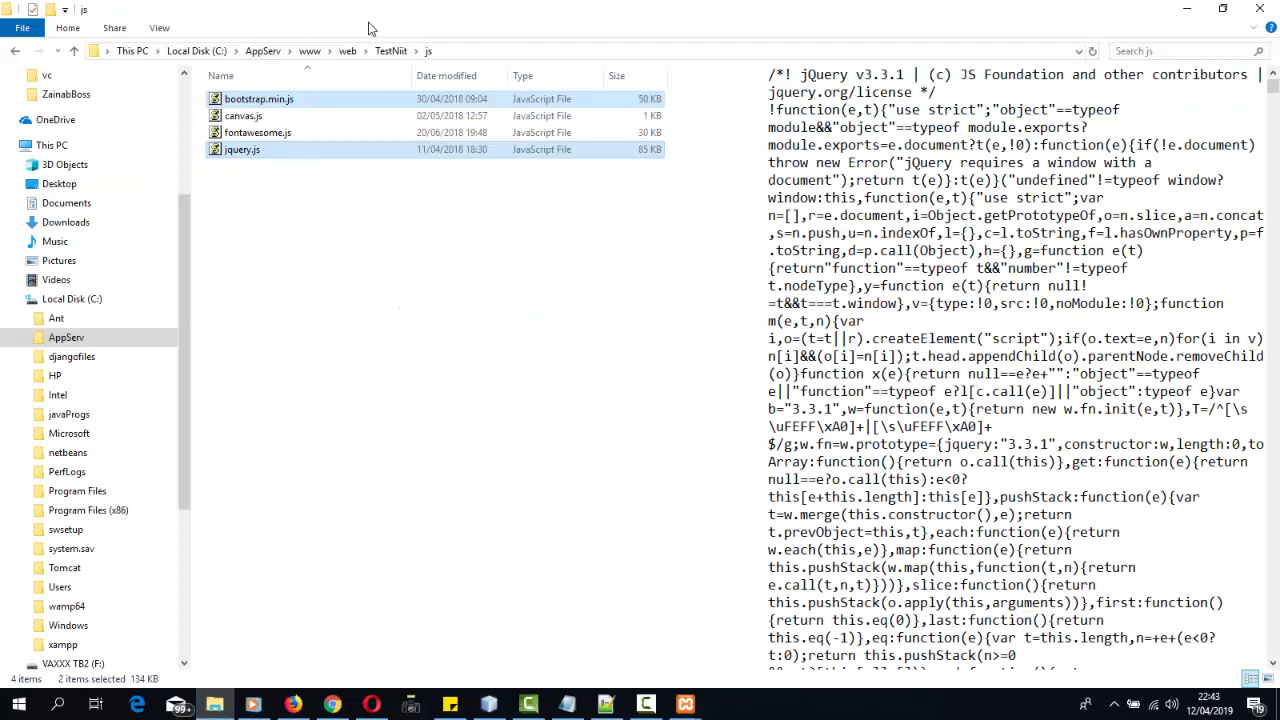 js
File
Home
Share
View
This PC
Local Disk (C:)
AppServ
www
web
TestNiit
js
Search js
vc
ZainabBoss
OneDrive
This PC
3D Objects
Desktop
Documents
Downloads
Music
Pictures
Videos
Local Disk (C:)
Ant
AppServ
djangofiles
HP
Intel
javaProgs
Microsoft
netbeans
PerfLogs
Program Files
Program Files (x86)
swsetup
system.sav
Tomcat
Users
wamp64
Windows
xampp
VAXXX TB2 (F:)
Name Date modified Type Size
bootstrap.min.js 30/04/2018 09:04 JavaScript File 50 KB
canvas.js 02/05/2018 12:57 JavaScript File 1 KB
fontawesome.js 20/06/2018 19:48 JavaScript File 30 KB
jquery.js 11/04/2018 18:30 JavaScript File 85 KB
/*! jQuery v3.3.1 | (c) JS Foundation and other contributors |
jquery.org/license */
!function(e,t){"use strict";"object"==typeof
module&&"object"==typeof module.exports?
module.exports=e.document?t(e,!0):function(e){if(!e.document)
throw new Error("jQuery requires a window with a
document");return t(e)}:t(e)}("undefined"!=typeof window?
window:this,function(e,t){"use strict";var
n=[],r=e.document,i=Object.getPrototypeOf,o=n.slice,a=n.concat
,s=n.push,u=n.indexOf,l={},c=l.toString,f=l.hasOwnProperty,p=f
.toString,d=p.call(Object),h={},g=function e(t)
{return"function"==typeof t&&"number"!=typeof
t.nodeType},y=function e(t){return null!
=t&&t===t.window},v={type:!0,src:!0,noModule:!0};function
m(e,t,n){var
i,o=(t=t||r).createElement("script");if(o.text=e,n)for(i in v)
n[i]&&(o[i]=n[i]);t.head.appendChild(o).parentNode.removeChild
(o)}function x(e){return null==e?e+"":"object"==typeof
e||"function"==typeof e?l[c.call(e)]||"object":typeof e}var
b="3.3.1",w=function(e,t){return new w.fn.init(e,t)},T=/^[\s
\uFEFF\xA0]+|[\s\uFEFF\xA0]+
$/g;w.fn=w.prototype={jquery:"3.3.1",constructor:w,length:0,to
Array:function(){return o.call(this)},get:function(e){return
null==e?o.call(this):e<0?
this[e+this.length]:this[e]},pushStack:function(e){var
t=w.merge(this.constructor(),e);return
t.prevObject=this,t},each:function(e){return
w.each(this,e)},map:function(e){return
this.pushStack(w.map(this,function(t,n){return
e.call(t,n,t)}))},slice:function(){return
this.pushStack(o.apply(this,arguments))},first:function()
{return this.eq(0)},last:function(){return
this.eq(-1)},eq:function(e){var t=this.length,n=+e+(e<0?
t:0);return this.pushStack(n>=0
4 items 2 items selected 134 KB
99+
22:43
12/04/2019
19